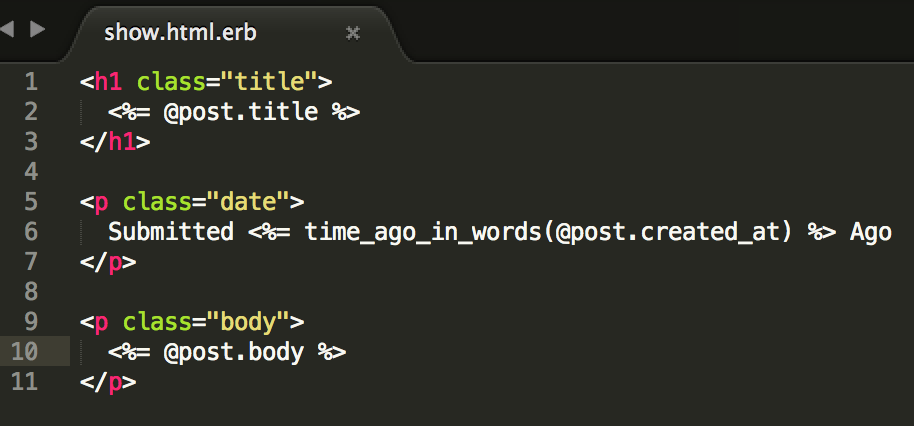 show.html.erb
1 <h1 class="title">
2   <%= @post.title %>
3 </h1>
4
5 <p class="date">
6   Submitted <%= time_ago_in_words(@post.created_at) %> Ago
7 </p>
8
9 <p class="body">
10   <%= @post.body %>
11 </p>